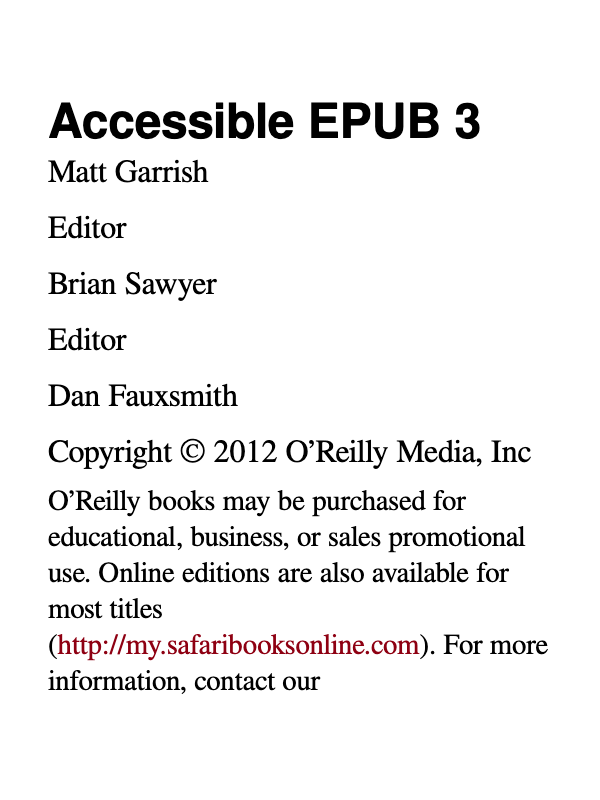 Accessible EPUB 3
Matt Garrish
Editor
Brian Sawyer
Editor
Dan Fauxsmith
Copyright © 2012 O’Reilly Media, Inc
O’Reilly books may be purchased for
educational, business, or sales promotional
use. Online editions are also available for
most titles
(http://my.safaribooksonline.com). For more
information, contact our